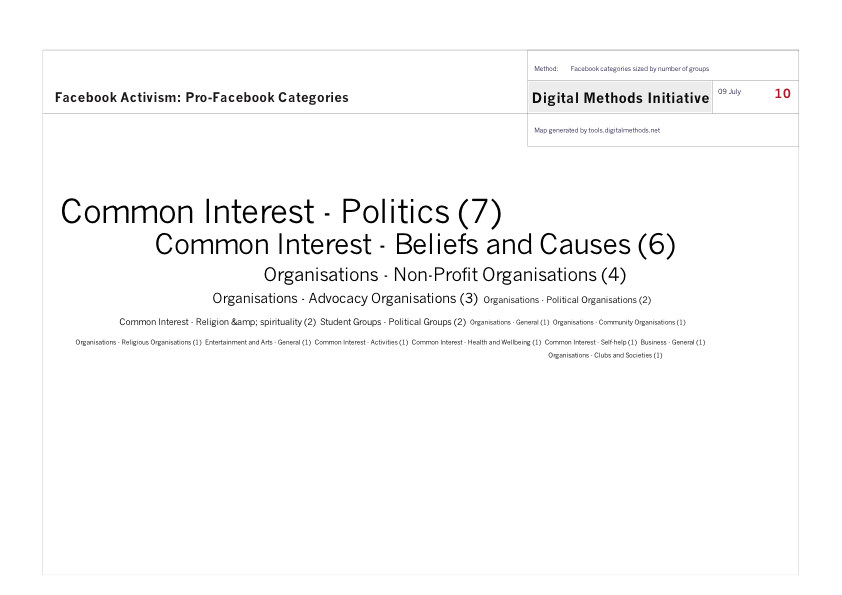 Method: Facebook categories sized by number of groups
Facebook Activism: Pro-Facebook Categories
Digital Methods Initiative
09 July
10
Map generated by tools.digitalmethods.net
Common Interest - Politics (7)
Common Interest - Beliefs and Causes (6)
Organisations - Non-Profit Organisations (4)
Organisations - Advocacy Organisations (3) Organisations - Political Organisations (2)
Common Interest - Religion &amp; spirituality (2) Student Groups - Political Groups (2) Organisations - General (1) Organisations - Community Organisations (1)
Organisations - Religious Organisations (1) Entertainment and Arts - General (1) Common Interest - Activities (1) Common Interest - Health and Wellbeing (1) Common Interest - Self-help (1) Business - General (1)
Organisations - Clubs and Societies (1)